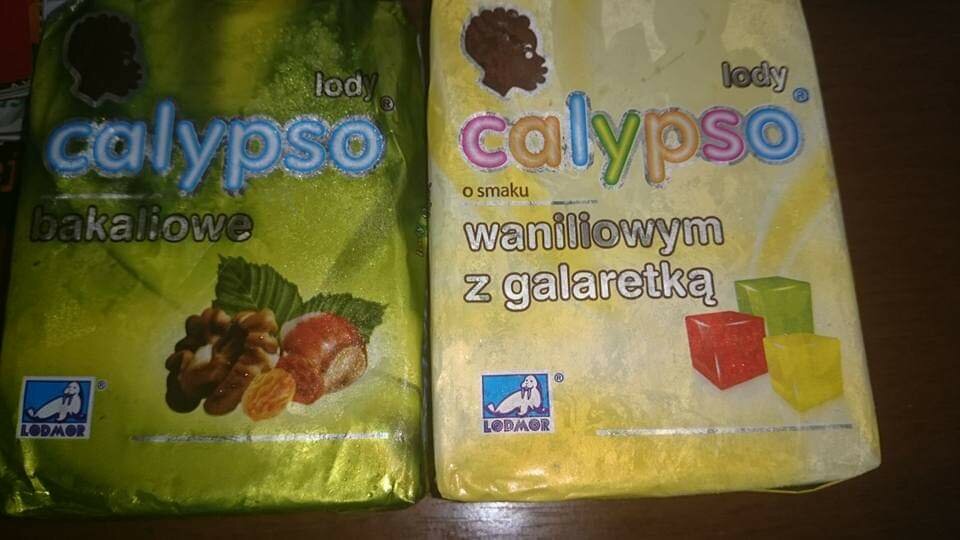 lody
calypso®
bakaliowe
LODMOR®
lody
calypso®
o smaku
waniliowym
z galaretką
LODMOR®